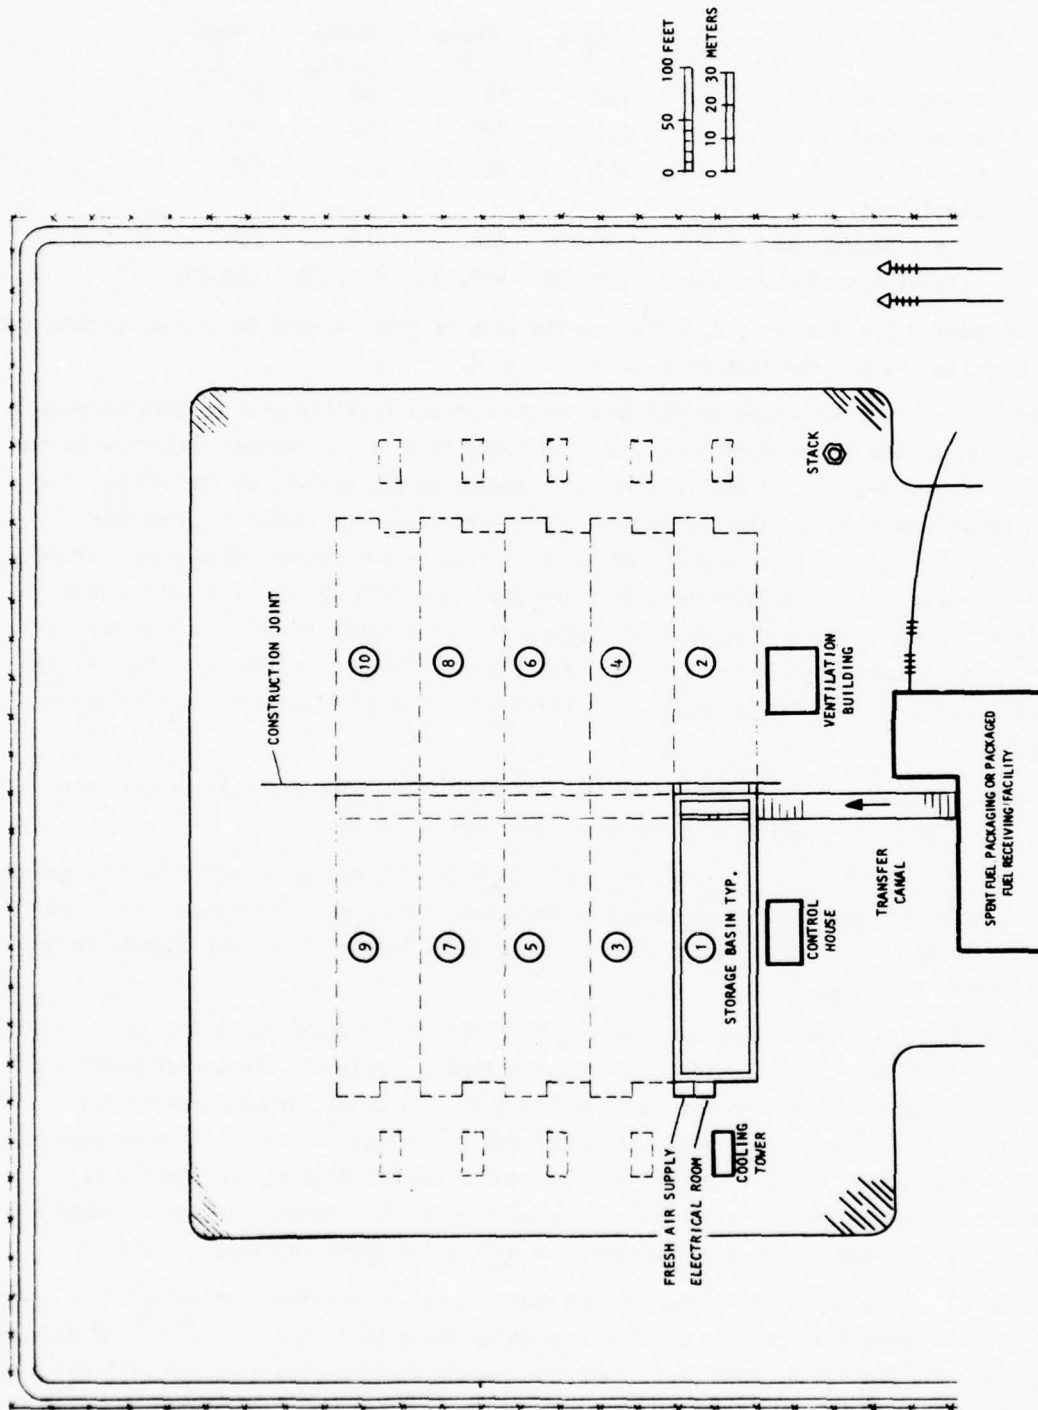 0 50 100 FEET
0 10 20 30 METERS
CONSTRUCTION JOINT
9
10
7
8
5
6
3
4
1
2
STORAGE BASIN TYP.
FRESH AIR SUPPLY
ELECTRICAL ROOM
COOLING
TOWER
CONTROL
HOUSE
VENTILATION
BUILDING
STACK
TRANSFER
CANAL
SPENT FUEL PACKAGING OR PACKAGED
FUEL RECEIVING FACILITY